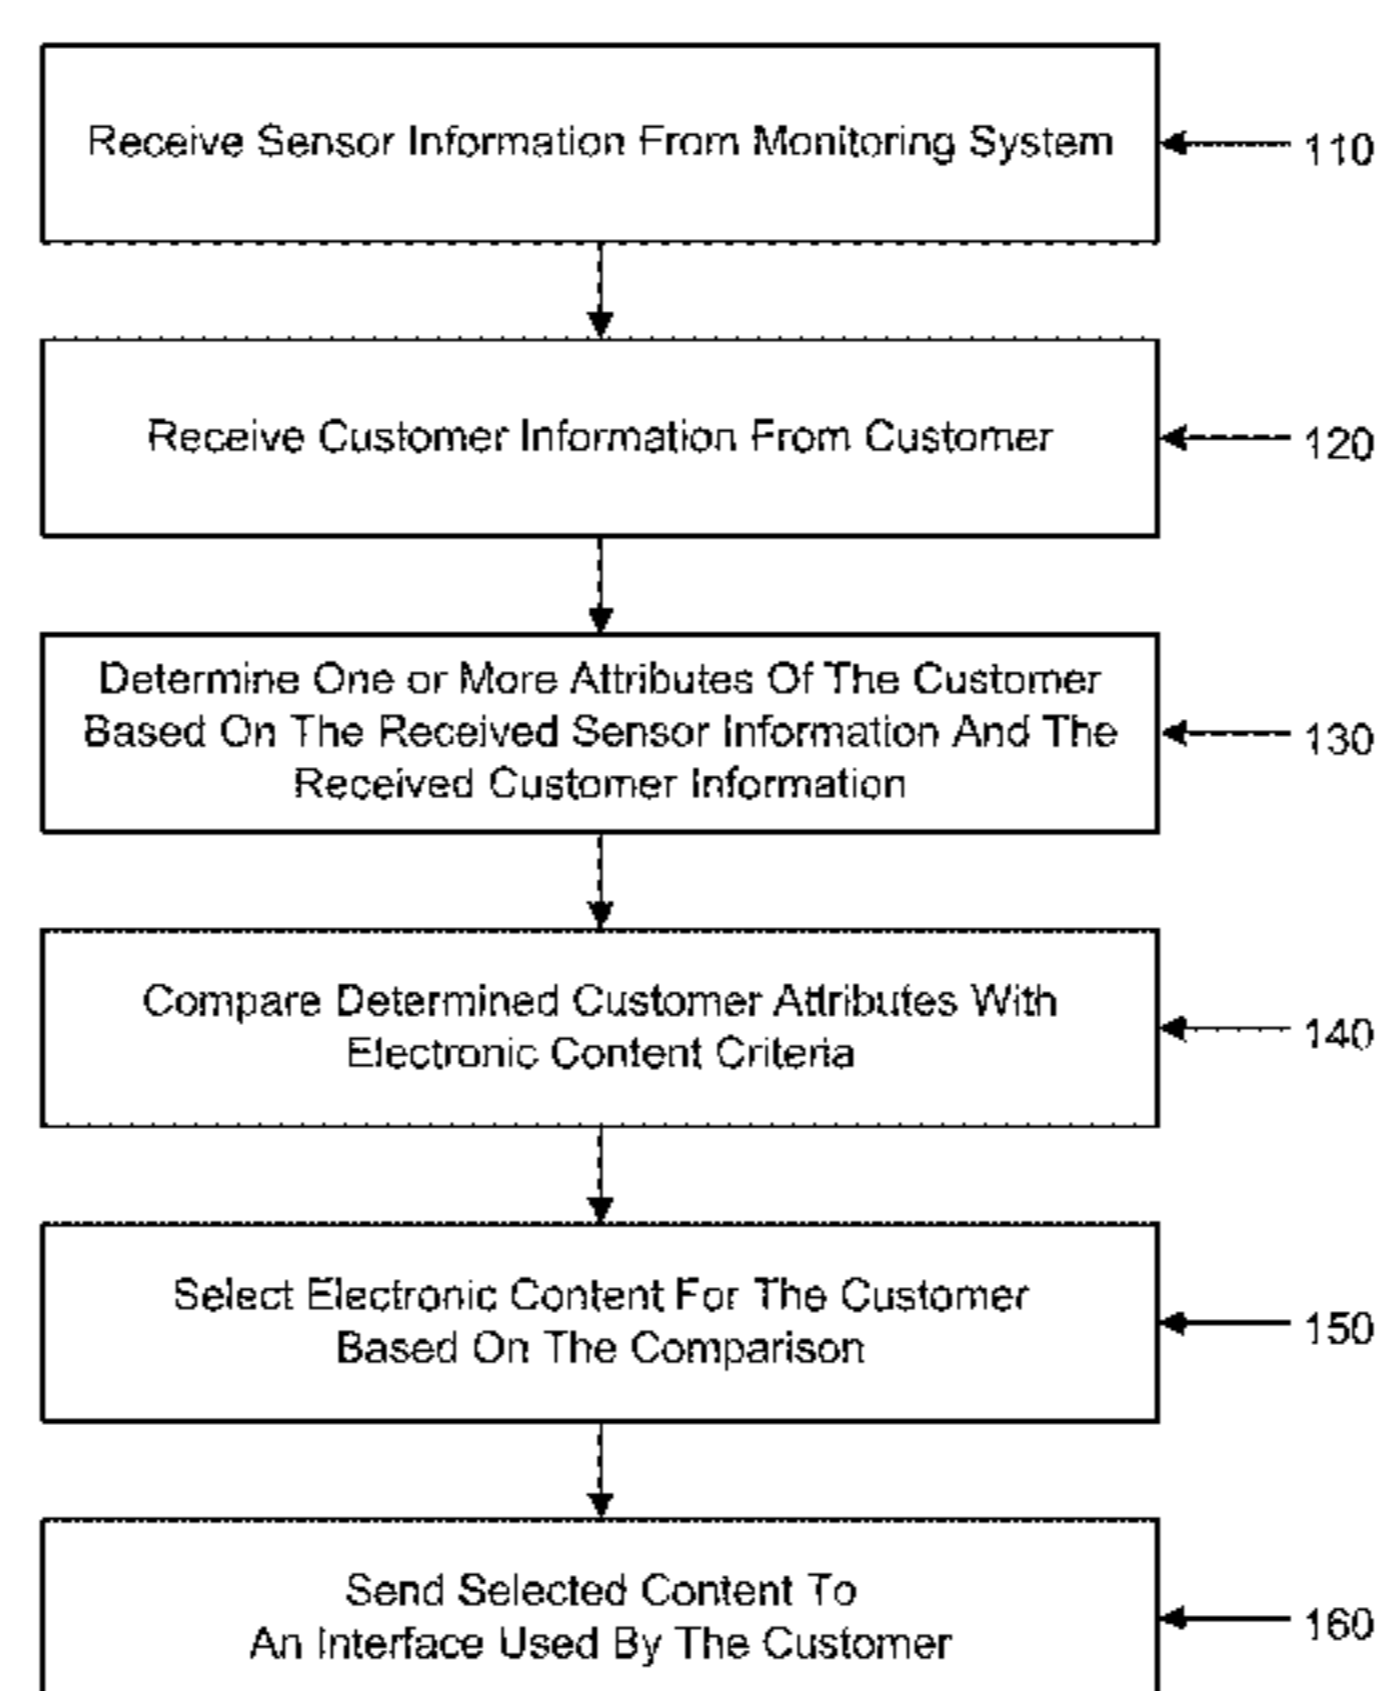 Receive Sensor Information From Monitoring System
110
Receive Customer Information From Customer
120
Determine One or More Attributes Of The Customer
Based On The Received Sensor Information And The
Received Customer Information
130
Compare Determined Customer Attributes With
Electronic Content Criteria
140
Select Electronic Content For The Customer
Based On The Comparison
150
Send Selected Content To
An Interface Used By The Customer
160